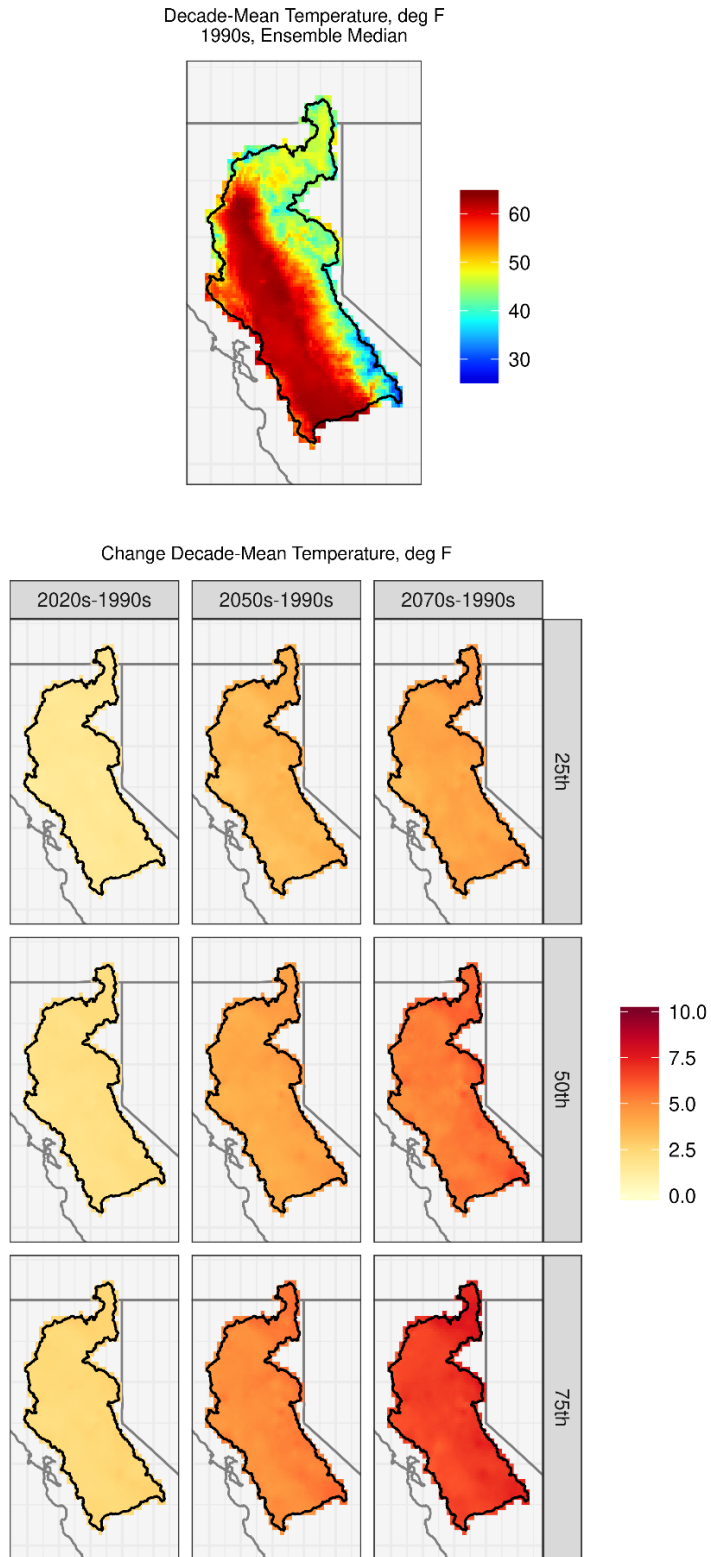 Decade-Mean Temperature, deg F
1990s, Ensemble Median
60
50
40
30
Change Decade-Mean Temperature, deg F
2020s-1990s
2050s-1990s
2070s-1990s
25th
50th
75th
10.0
7.5
5.0
2.5
0.0